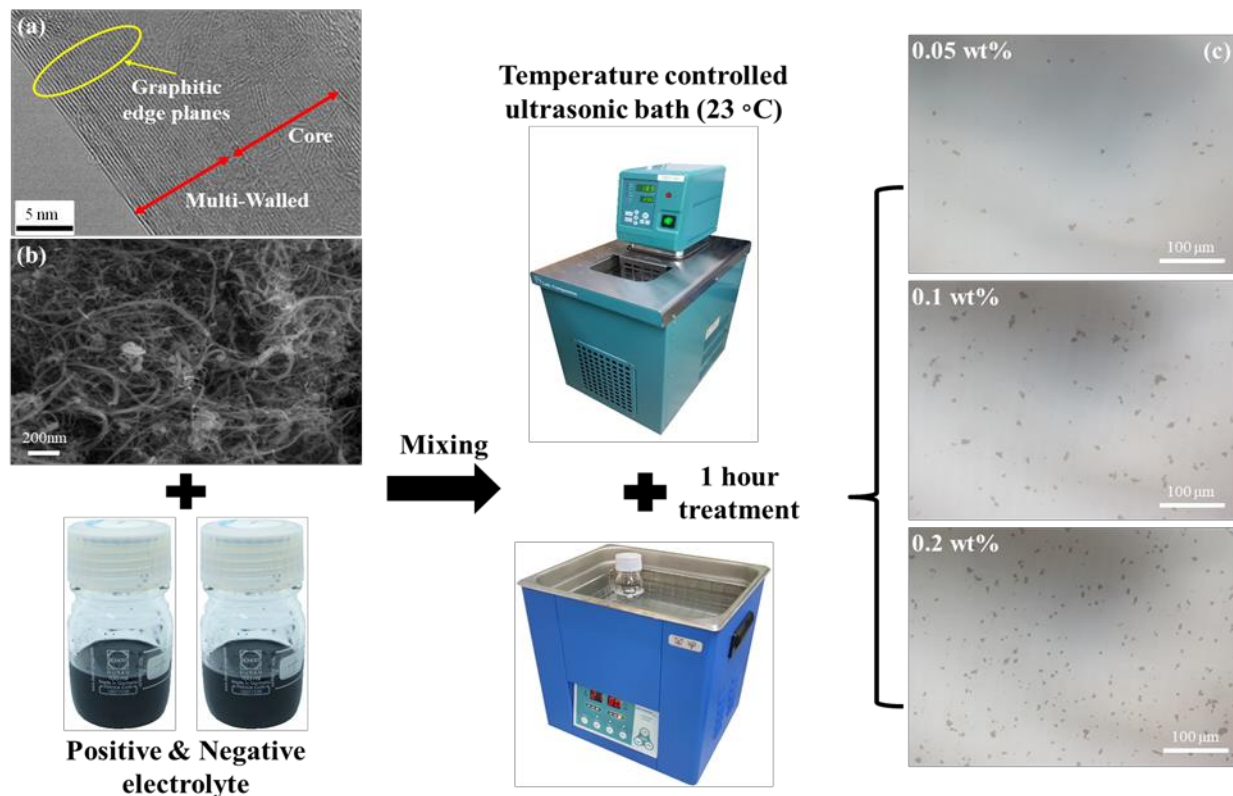 (a)
Graphitic
edge planes
Core
Multi-Walled
5 nm
(b)
200nm
Positive & Negative
electrolyte
Mixing
Temperature controlled
ultrasonic bath (23 ∘C)
1 hour
treatment
0.05 wt%
(c)
100 μm
0.1 wt%
100 μm
0.2 wt%
100 μm